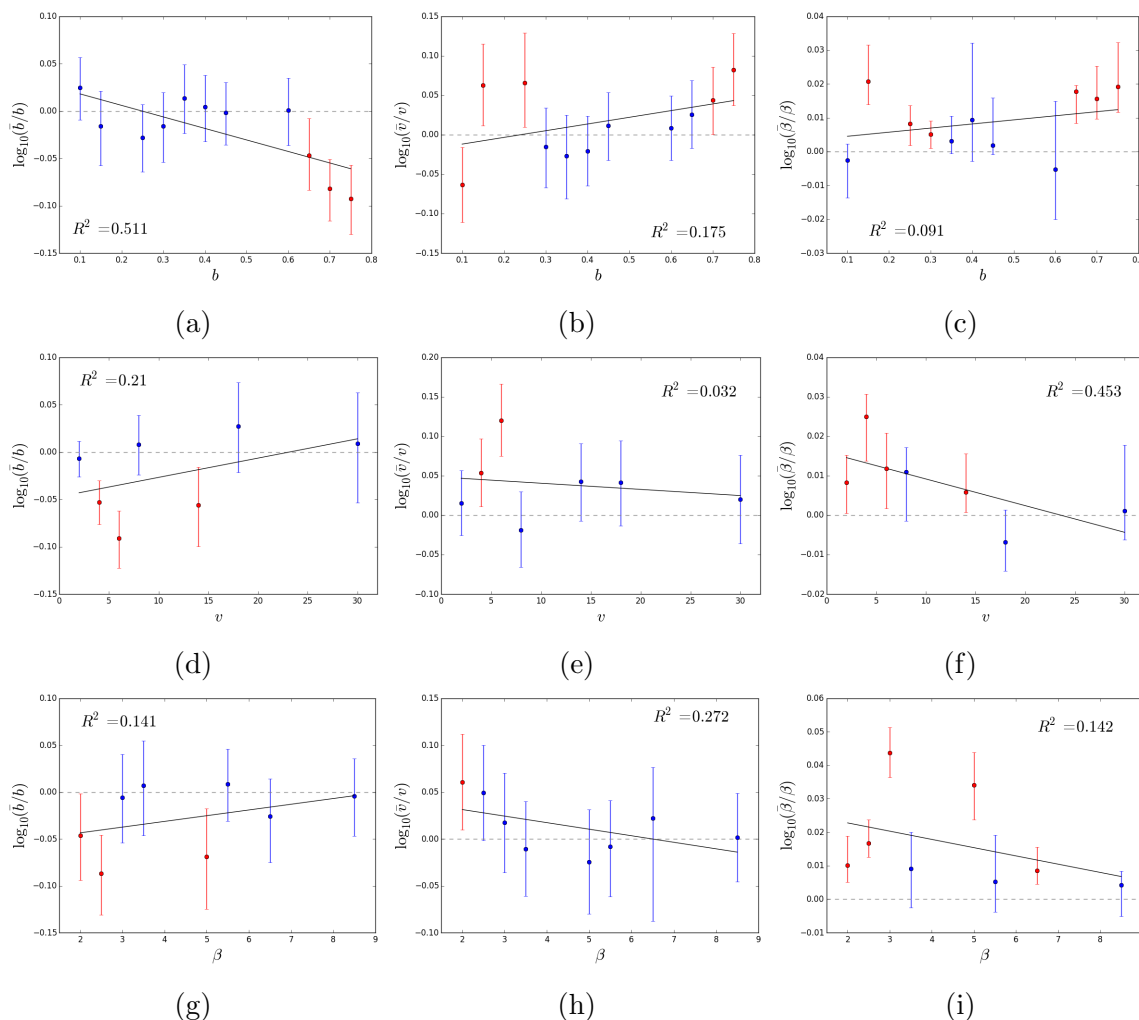 0.10
0.05
0.00
−0.05
−0.10
−0.15
log₁₀(b̄/b)
R² =0.511
0.1 0.2 0.3 0.4 0.5 0.6 0.7 0.8
b
(a)
0.15
0.10
0.05
0.00
−0.05
−0.10
−0.15
log₁₀(v̄/v)
R² =0.175
0.1 0.2 0.3 0.4 0.5 0.6 0.7 0.8
b
(b)
0.04
0.03
0.02
0.01
0.00
−0.01
−0.02
−0.03
log₁₀(β̄/β)
R² =0.091
0.1 0.2 0.3 0.4 0.5 0.6 0.7
b
(c)
0.10
0.05
0.00
−0.05
−0.10
−0.15
log₁₀(b̄/b)
R² =0.21
0 5 10 15 20 25 30
v
(d)
0.20
0.15
0.10
0.05
0.00
−0.05
−0.10
log₁₀(v̄/v)
R² =0.032
0 5 10 15 20 25 30
v
(e)
0.04
0.03
0.02
0.01
0.00
−0.01
−0.02
log₁₀(β̄/β)
R² =0.453
0 5 10 15 20 25 30
v
(f)
0.10
0.05
0.00
−0.05
−0.10
−0.15
log₁₀(b̄/b)
R² =0.141
2 3 4 5 6 7 8 9
β
(g)
0.15
0.10
0.05
0.00
−0.05
−0.10
log₁₀(v̄/v)
R² =0.272
2 3 4 5 6 7 8 9
β
(h)
0.06
0.05
0.04
0.03
0.02
0.01
0.00
−0.01
log₁₀(β̄/β)
R² =0.142
2 3 4 5 6 7 8
β
(i)